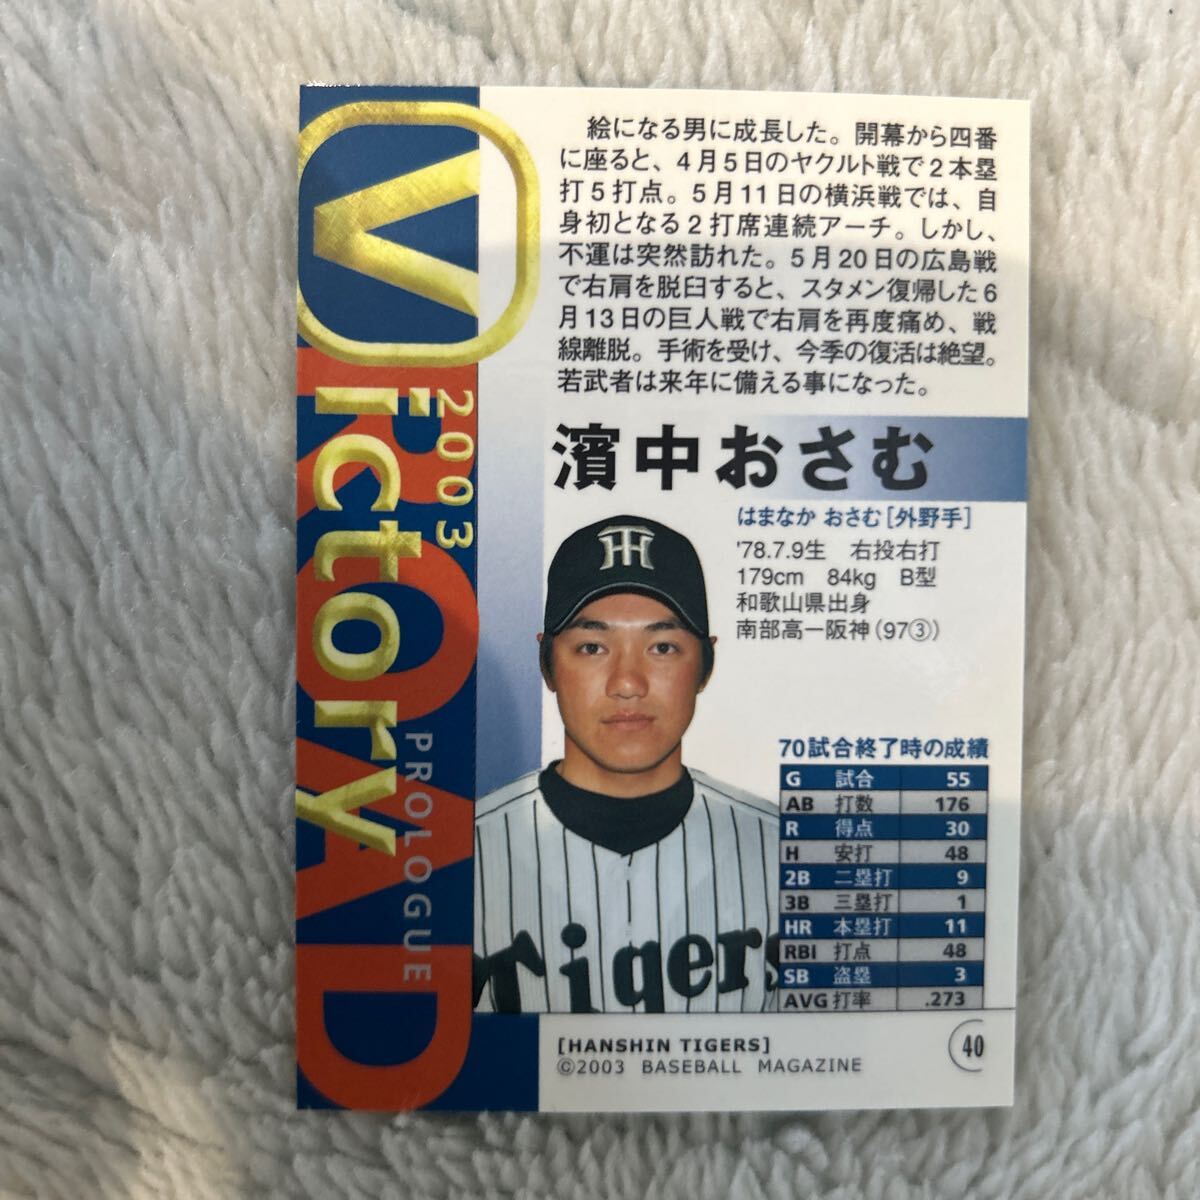 絵になる男に成長した。開幕から四番
に座ると、4月5日のヤクルト戦で2本塁
打5打点。5月11日の横浜戦では、自
身初となる2打席連続アーチ。しかし、
不運は突然訪れた。5月20日の広島戦
で右肩を脱臼すると、スタメン復帰した6
月13日の巨人戦で右肩を再度痛め、戦
線離脱。手術を受け、今季の復活は絶望。
若武者は来年に備える事になった。
Victory
2003
ROAD
PROLOGUE
濱中おさむ
はまなか おさむ[外野手]
'78.7.9生 右投右打
179cm 84kg B型
和歌山県出身
南部高ー阪神(97③)
TH
Tigers
70試合終了時の成績
G 試合 55
AB 打数 176
R 得点 30
H 安打 48
2B 二塁打 9
3B 三塁打 1
HR 本塁打 11
RBI 打点 48
SB 盗塁 3
AVG 打率 .273
[HANSHIN TIGERS]
©2003 BASEBALL MAGAZINE
40